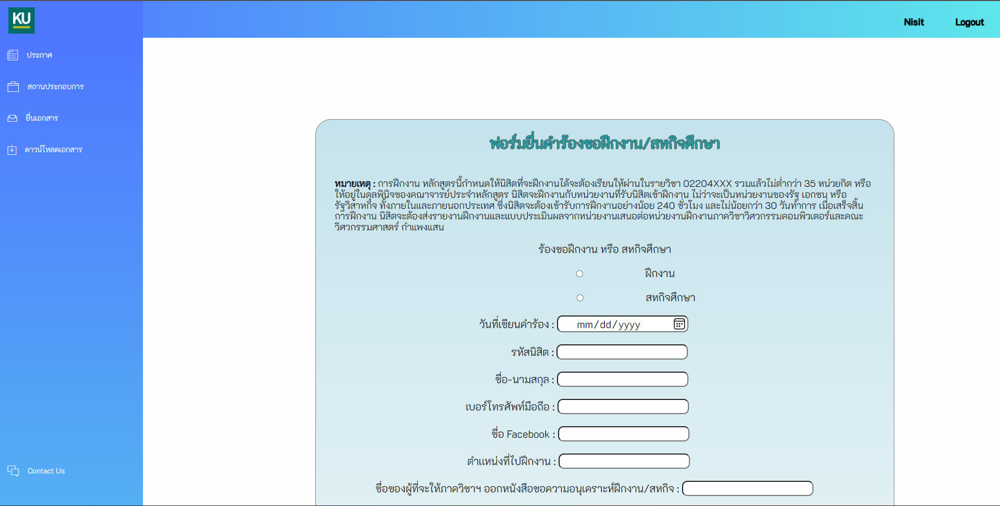 KU
Nisit
Logout
ประกาศ
สถานประกอบการ
ยื่นเอกสาร
ดาวน์โหลดเอกสาร
Contact Us
ฟอร์มยื่นคำร้องขอฝึกงาน/สหกิจศึกษา
หมายเหตุ : การฝึกงาน หลักสูตรนี้กำหนดให้นิสิตที่จะฝึกงานได้จะต้องเรียนให้ผ่านในรายวิชา 02204XXX รวมแล้วไม่ต่ำกว่า 35 หน่วยกิต หรือ
ให้อยู่ในดุลพินิจของคณาจารย์ประจำหลักสูตร นิสิตจะฝึกงานกับหน่วยงานที่รับนิสิตเข้าฝึกงาน ไม่ว่าจะเป็นหน่วยงานของรัฐ เอกชน หรือ
รัฐวิสาหกิจ ทั้งภายในและภายนอกประเทศ ซึ่งนิสิตจะต้องเข้ารับการฝึกงานอย่างน้อย 240 ชั่วโมง และไม่น้อยกว่า 30 วันทำการ เมื่อเสร็จสิ้น
การฝึกงาน นิสิตจะต้องส่งรายงานฝึกงานและแบบประเมินผลจากหน่วยงานเสนอต่อหน่วยงานฝึกงานภาควิชาวิศวกรรมคอมพิวเตอร์และคณะ
วิศวกรรมศาสตร์ กำแพงแสน
ร้องขอฝึกงาน หรือ สหกิจศึกษา
ฝึกงาน
สหกิจศึกษา
วันที่เขียนคำร้อง : mm/dd/yyyy
รหัสนิสิต :
ชื่อ-นามสกุล :
เบอร์โทรศัพท์มือถือ :
ชื่อ Facebook :
ตำแหน่งที่ไปฝึกงาน :
ชื่อของผู้ที่จะให้ภาควิชาฯ ออกหนังสือขอความอนุเคราะห์ฝึกงาน/สหกิจ :